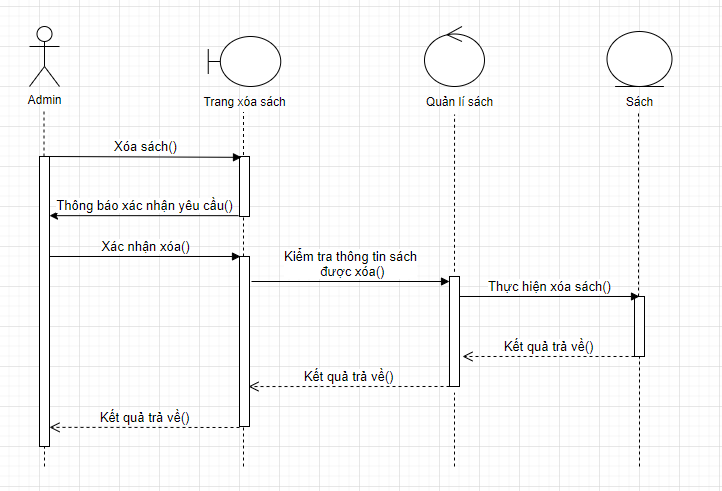 Admin
Trang xóa sách
Quản lí sách
Sách
Xóa sách()
Thông báo xác nhận yêu cầu()
Xác nhận xóa()
Kiểm tra thông tin sách
được xóa()
Thực hiện xóa sách()
Kết quả trả về()
Kết quả trả về()
Kết quả trả về()